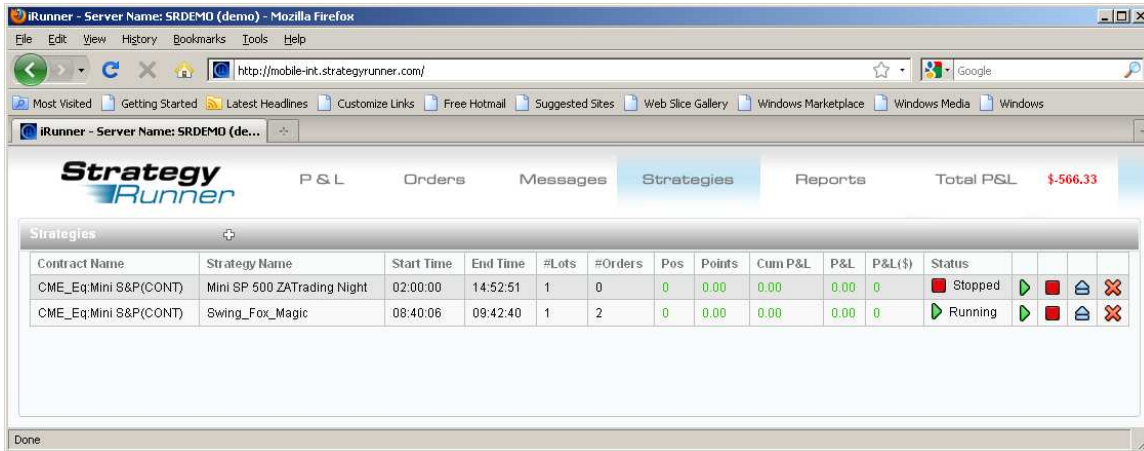 iRunner - Server Name: SRDEMO (demo) - Mozilla Firefox
File Edit View History Bookmarks Tools Help
http://mobile-int.strategyrunner.com/ Google
Most Visited Getting Started Latest Headlines Customize Links Free Hotmail Suggested Sites Web Slice Gallery Windows Marketplace Windows Media Windows
iRunner - Server Name: SRDEMO (de...
Strategy Runner
P & L Orders Messages Strategies Reports Total P&L $-566.33
Strategies
Contract Name Strategy Name Start Time End Time #Lots #Orders Pos Points Cum P&L P&L P&L($) Status
CME_Eq:Mini S&P(CONT) Mini SP 500 ZATrading Night 02:00:00 14:52:51 1 0 0 0.00 0.00 0.00 0 Stopped
CME_Eq:Mini S&P(CONT) Swing_Fox_Magic 08:40:06 09:42:40 1 2 0 0.00 0.00 0.00 0 Running
Done